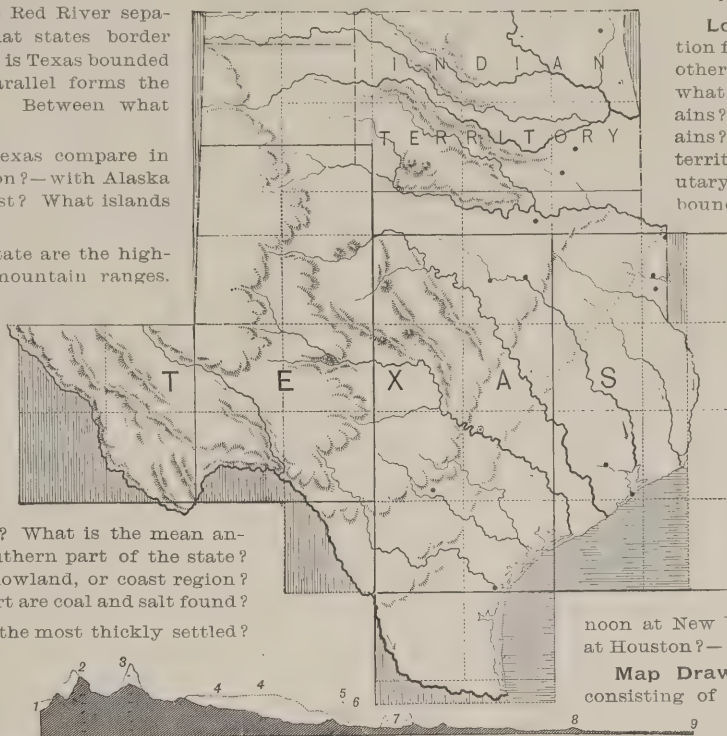 Red River sepa-
at states border
is Texas bounded
arallel forms the
Between what
exas compare in
on?—with Alaska
st? What islands
tate are the high-
mountain ranges.
Lo
tion f
other
what
ains?
ains?
territ
utary
boun
INDIAN
TERRITORY
TEXAS
? What is the mean an-
uthern part of the state?
owland, or coast region?
rt are coal and salt found?
the most thickly settled?
noon at New
at Houston?—
Map Draw
consisting of
1 2 3 4 4 5 6 7 8 9